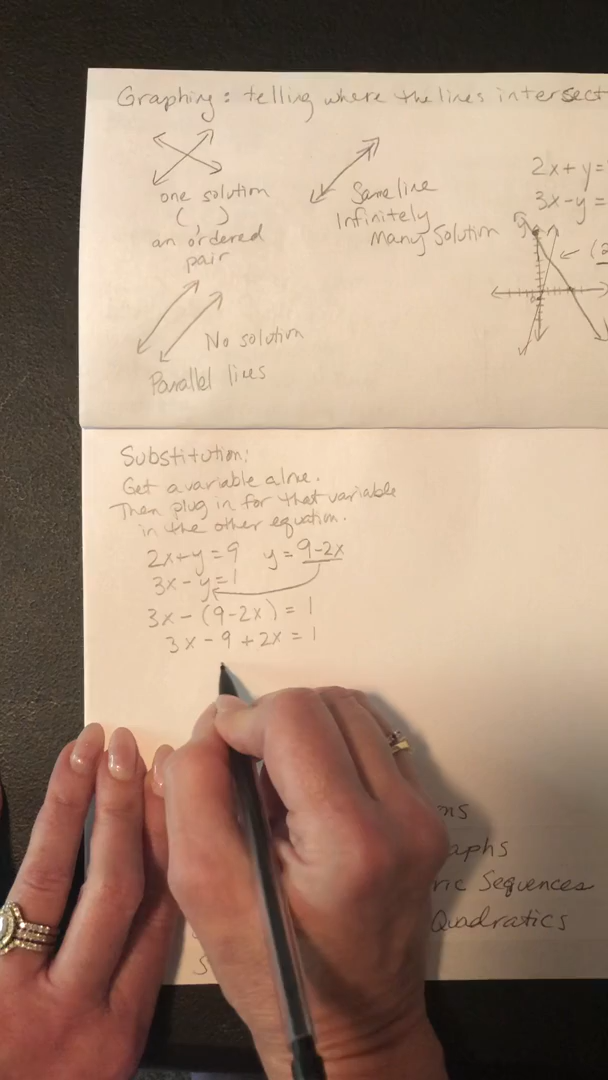 Graphing: telling where the lines intersect
one solution
( , )
an ordered
pair
Same line
Infinitely
Many Solution
2x+y=
3x-y=
(2
No solution
Parallel lines
Substitution:
Get a variable alone.
Then plug in for that variable
in the other equation.
2x+y=9 y=9-2x
3x-y=1
3x-(9-2x)=1
3x-9+2x=1
ms
aphs
ric Sequences
Quadratics
S